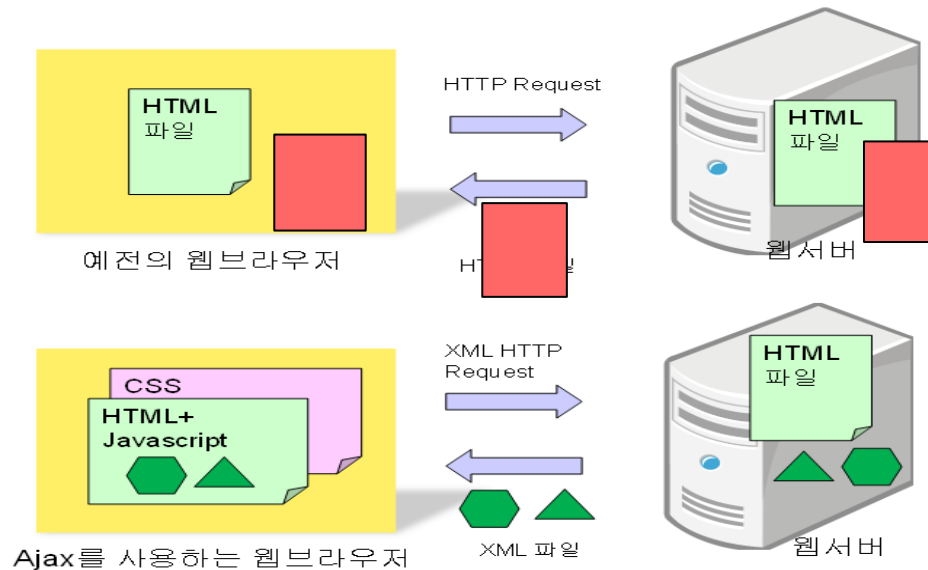 HTTP Request
HTML
파일
HTML
파일
예전의 웹브라우저
웹서버
XML HTTP
Request
CSS
HTML+
Javascript
HTML
파일
Ajax를 사용하는 웹브라우저
XML 파일
웹서버